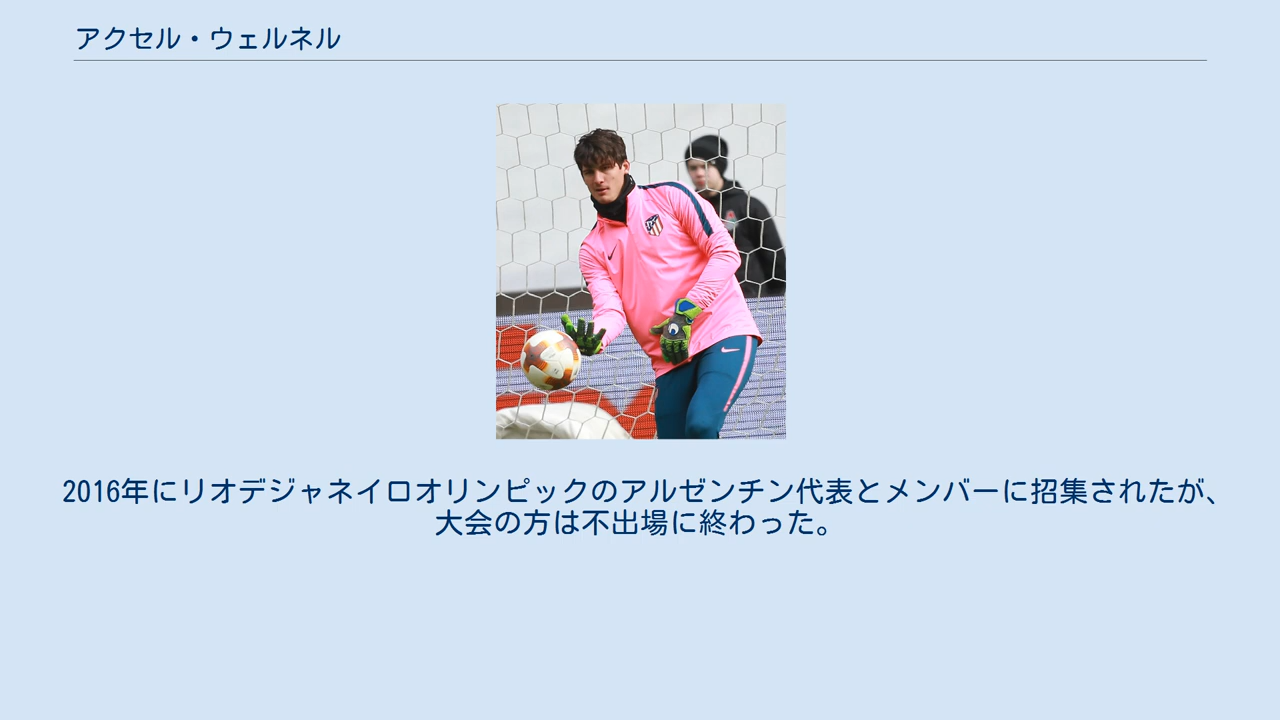 アクセル・ウェルネル
2016年にリオデジャネイロオリンピックのアルゼンチン代表とメンバーに招集されたが、
大会の方は不出場に終わった。